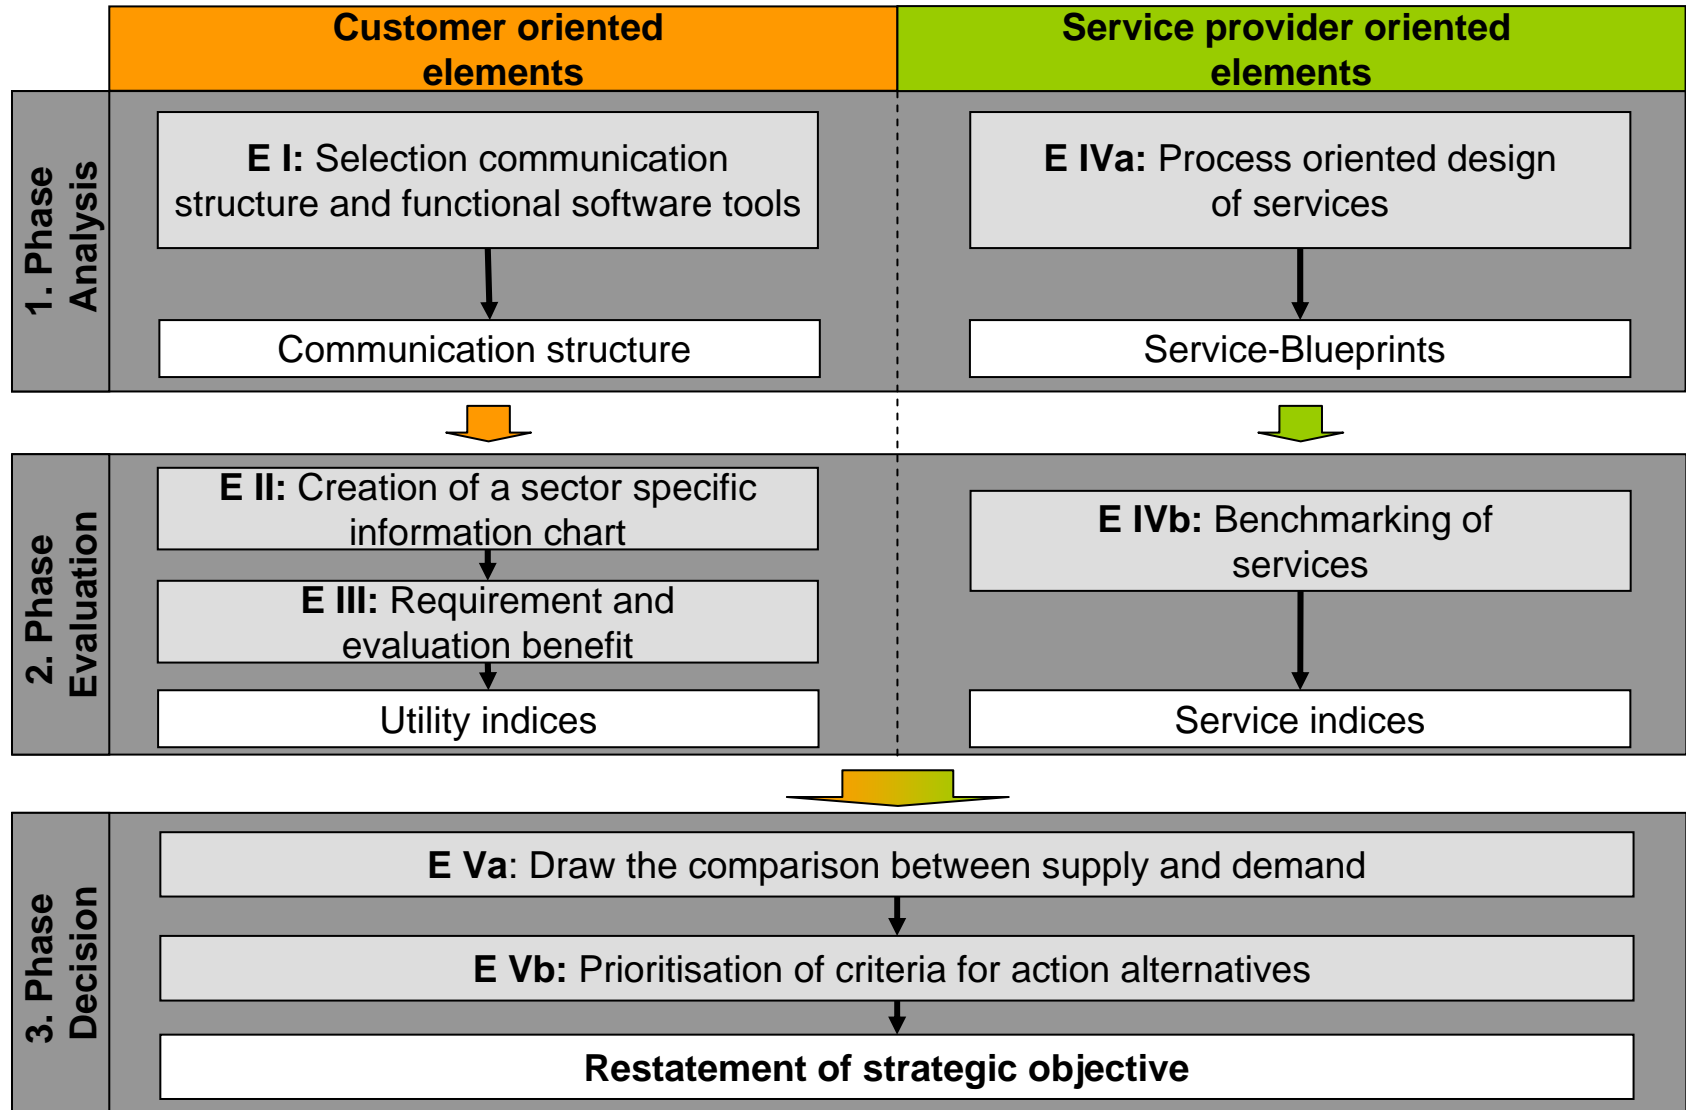 Customer oriented
elements
Service provider oriented
elements
1. Phase
Analysis
E I: Selection communication
structure and functional software tools
Communication structure
E IVa: Process oriented design
of services
Service-Blueprints
2. Phase
Evaluation
E II: Creation of a sector specific
information chart
E III: Requirement and
evaluation benefit
Utility indices
E IVb: Benchmarking of
services
Service indices
3. Phase
Decision
E Va: Draw the comparison between supply and demand
E Vb: Prioritisation of criteria for action alternatives
Restatement of strategic objective